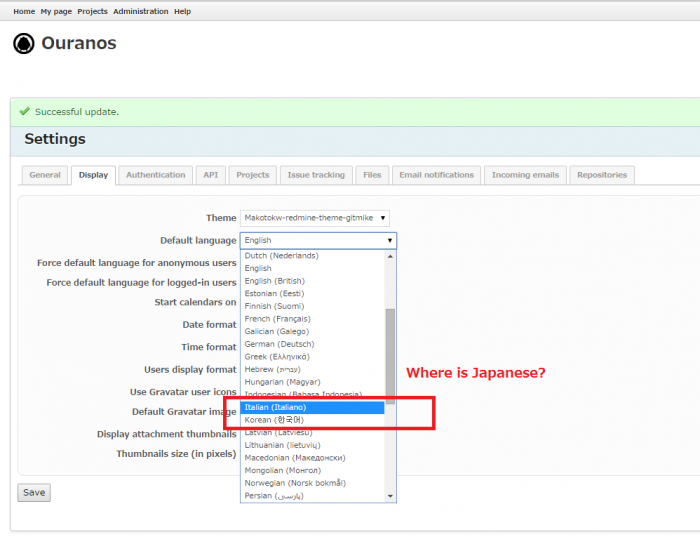 Home My page Projects Administration Help
Ouranos
Successful update.
Settings
General Display Authentication API Projects Issue tracking Files Email notifications Incoming emails Repositories
Theme Makotokw-redmine-theme-gitmike
Default language English
Force default language for anonymous users
Force default language for logged-in users
Start calendars on
Date format
Time format
Users display format
Use Gravatar user icons
Default Gravatar image
Display attachment thumbnails
Thumbnails size (in pixels)
Dutch (Nederlands)
English
English (British)
Estonian (Eesti)
Finnish (Suomi)
French (Français)
Galician (Galego)
German (Deutsch)
Greek (Ελληνικά)
Hebrew (עברית)
Hungarian (Magyar)
Indonesian (Bahasa Indonesia)
Italian (Italiano)
Korean (한국어)
Latvian (Latviešu)
Lithuanian (lietuvių)
Macedonian (Македонски)
Mongolian (Монгол)
Norwegian (Norsk bokmål)
Persian (پارسی)
Where is Japanese?
Save